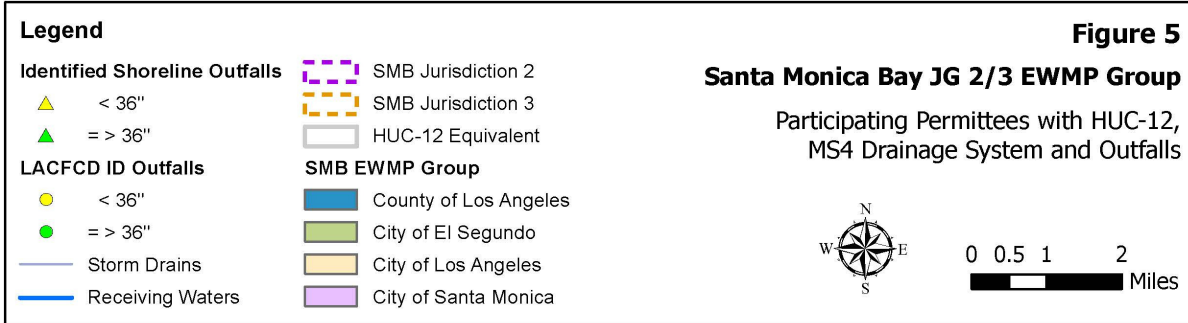 Legend
Identified Shoreline Outfalls
< 36"
= > 36"
LACFCD ID Outfalls
< 36"
= > 36"
Storm Drains
Receiving Waters
SMB Jurisdiction 2
SMB Jurisdiction 3
HUC-12 Equivalent
SMB EWMP Group
County of Los Angeles
City of El Segundo
City of Los Angeles
City of Santa Monica
Figure 5
Santa Monica Bay JG 2/3 EWMP Group
Participating Permittees with HUC-12,
MS4 Drainage System and Outfalls
N
W E
S
0 0.5 1 2
Miles